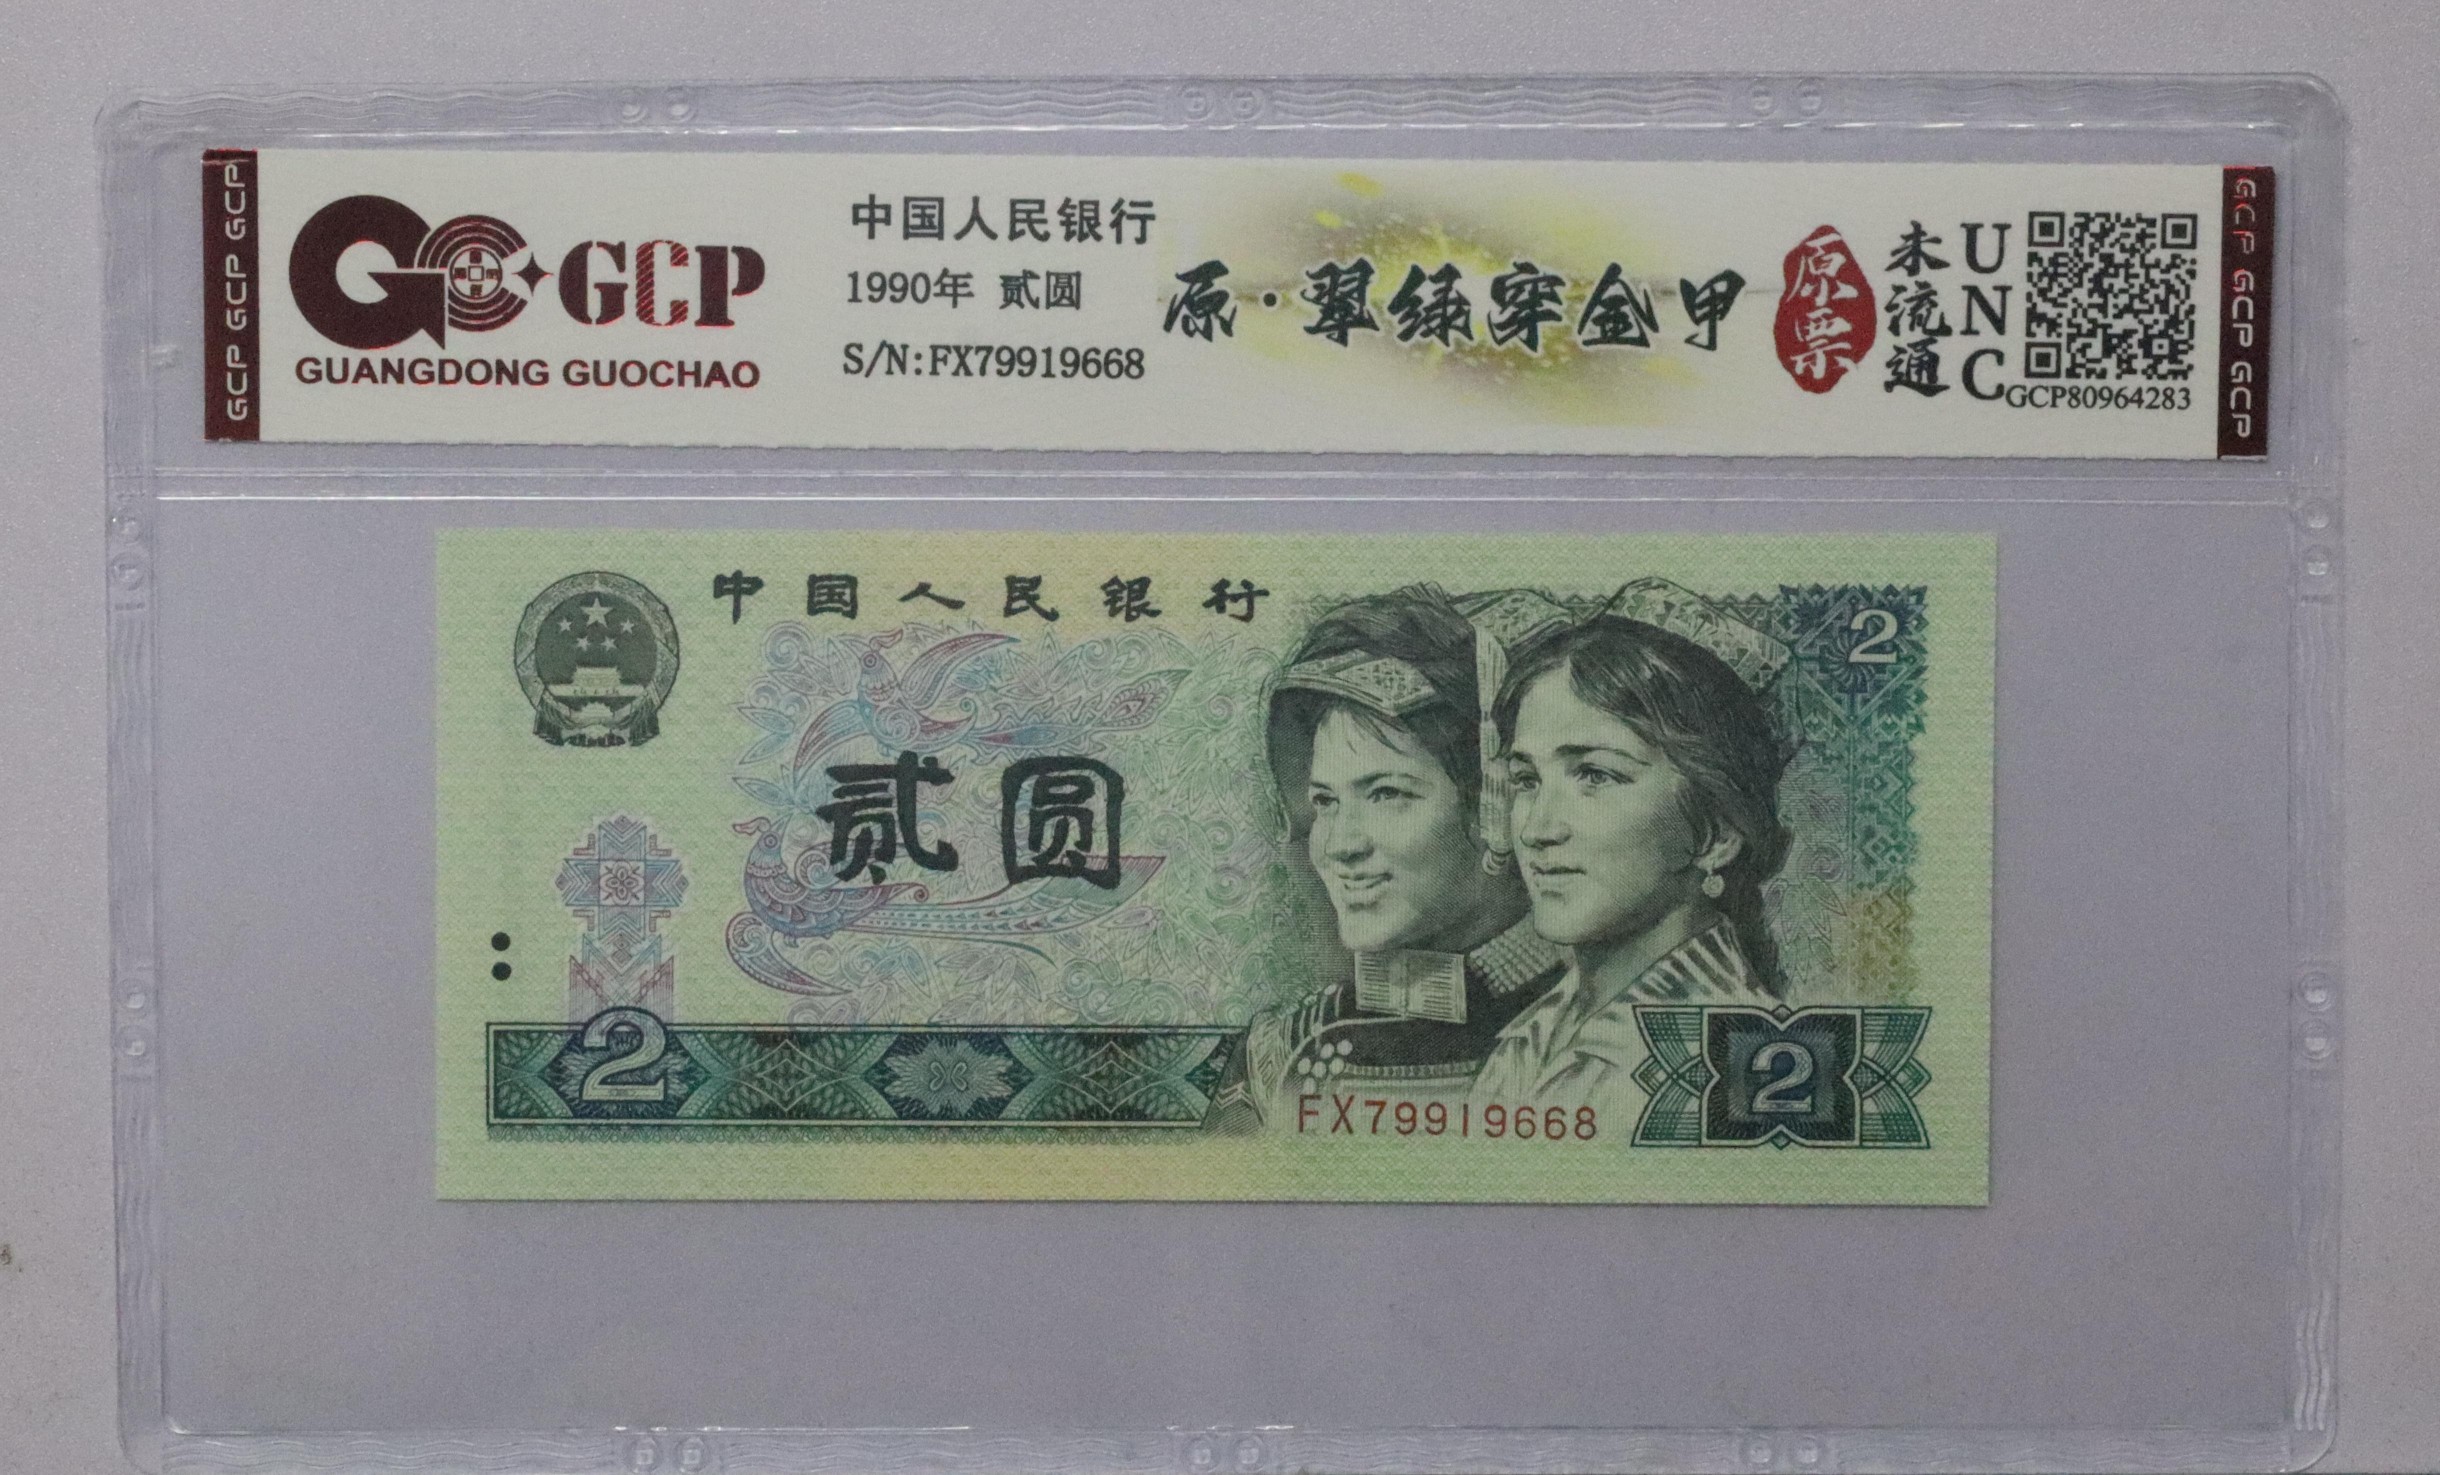 GCP GCP GCP
GCP
GUANGDONG GUOCHAO
中国人民银行
1990年 贰圆
S/N:FX79919668
原·翠绿穿金甲
原票
未流通
UNC
GCP80964283
GCP GCP GCP
中国人民银行
2
贰圆
2
2
FX79919668